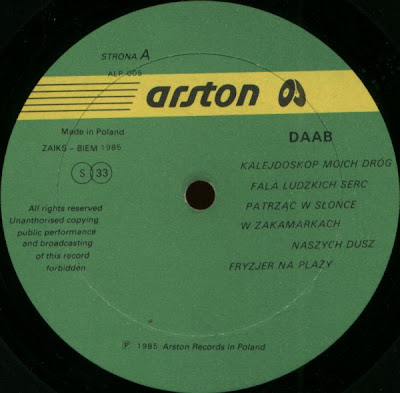 STRONA A
ALP 005
arston
Made in Poland
ZAIKS – BIEM 1985
S 33
All rights reserved
Unanthorised copying
public performance
and broadcasting
of this record
forbidden
DAAB
KALEJDOSKOP MOICH DRÓG
FALA LUDZKICH SERC
PATRZĄC W SŁOŃCE
W ZAKAMARKACH
NASZYCH DUSZ
FRYZJER NA PLAŻY
Ⓟ 1985 Arston Records in Poland